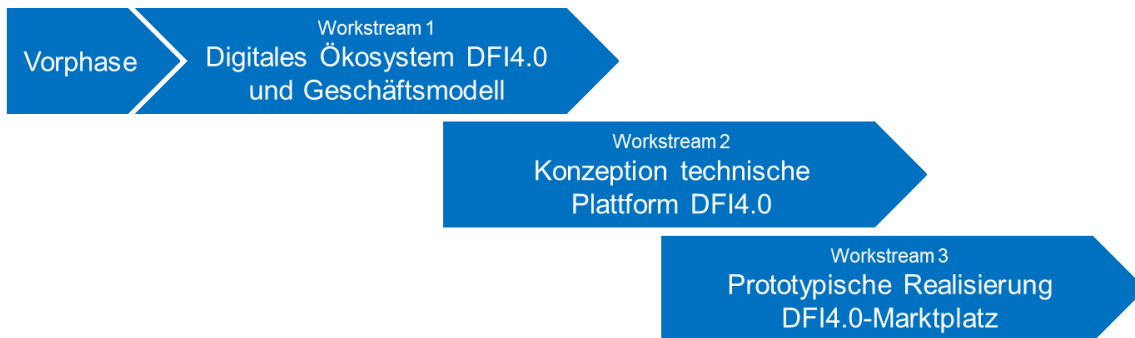 Vorphase
Workstream 1
Digitales Ökosystem DFI4.0
und Geschäftsmodell
Workstream 2
Konzeption technische
Plattform DFI4.0
Workstream 3
Prototypische Realisierung
DFI4.0-Marktplatz